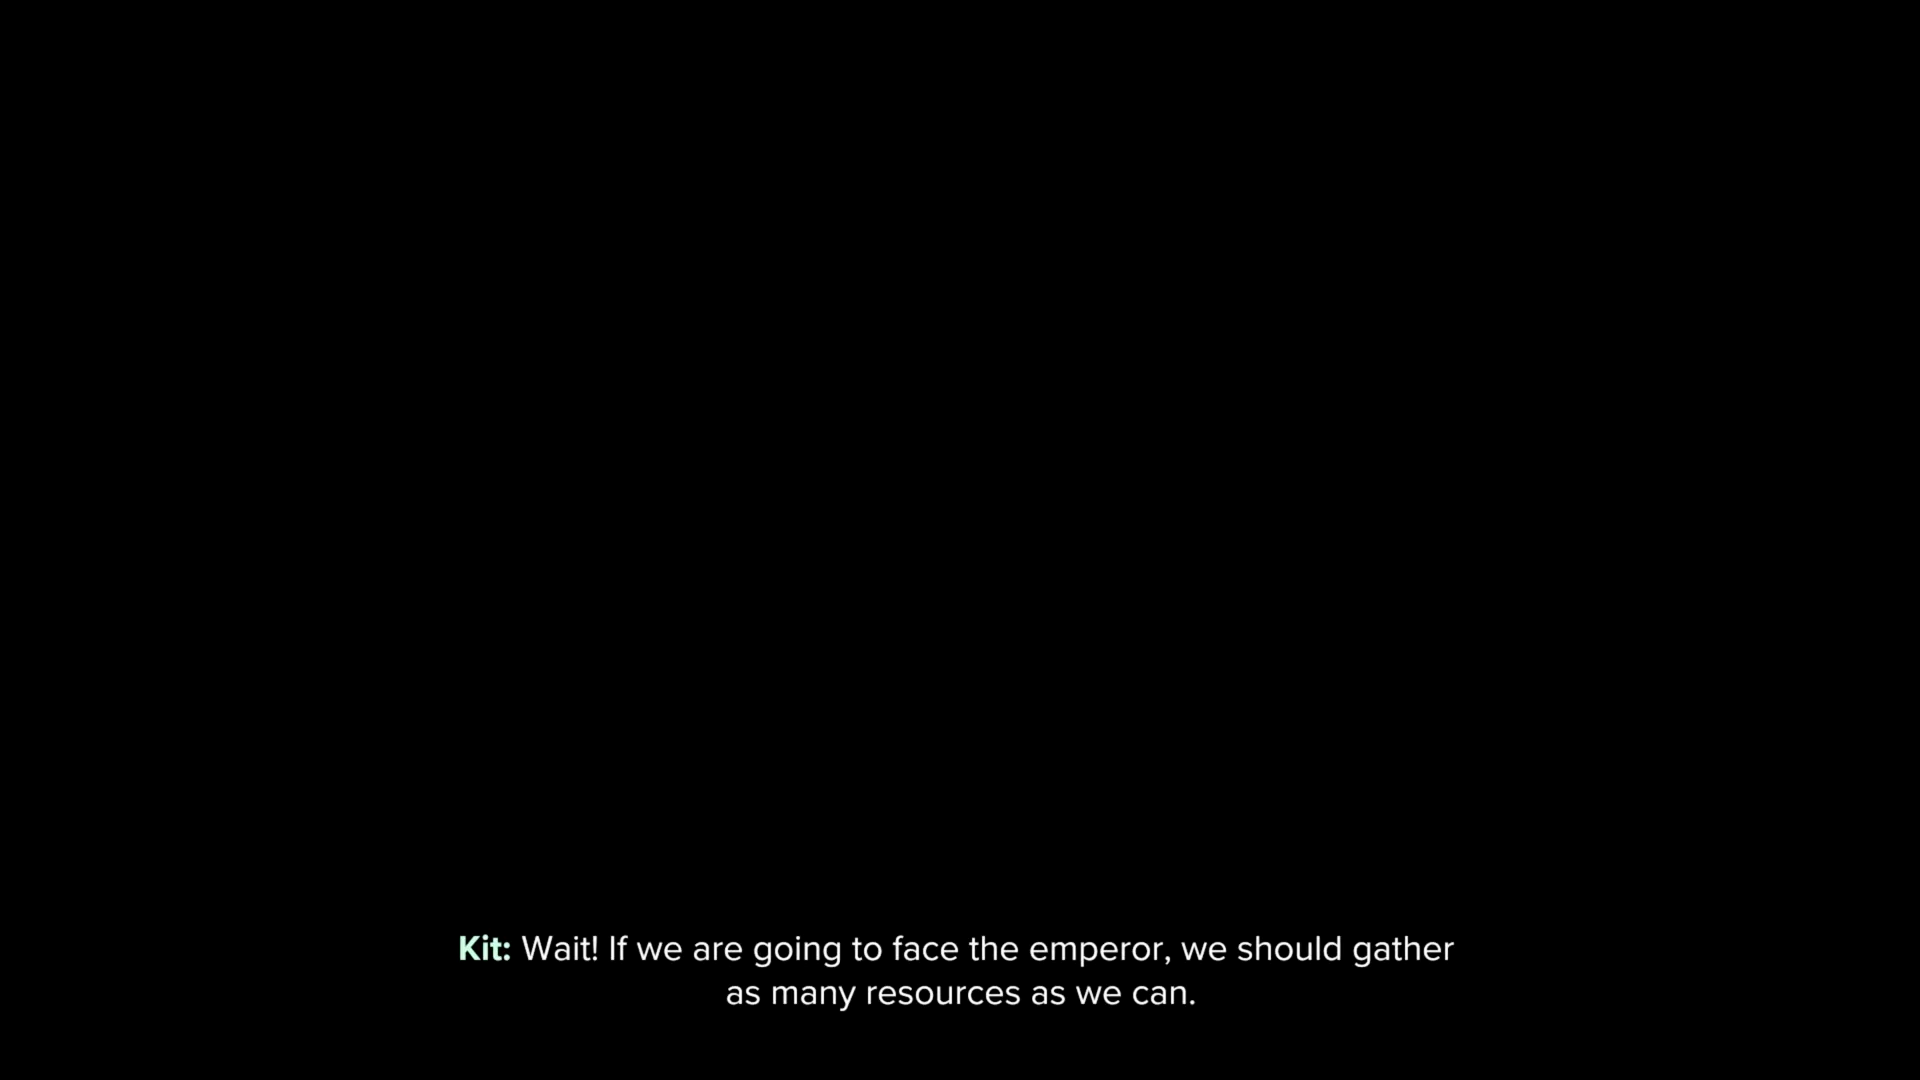 Kit: Wait! If we are going to face the emperor, we should gather
as many resources as we can.